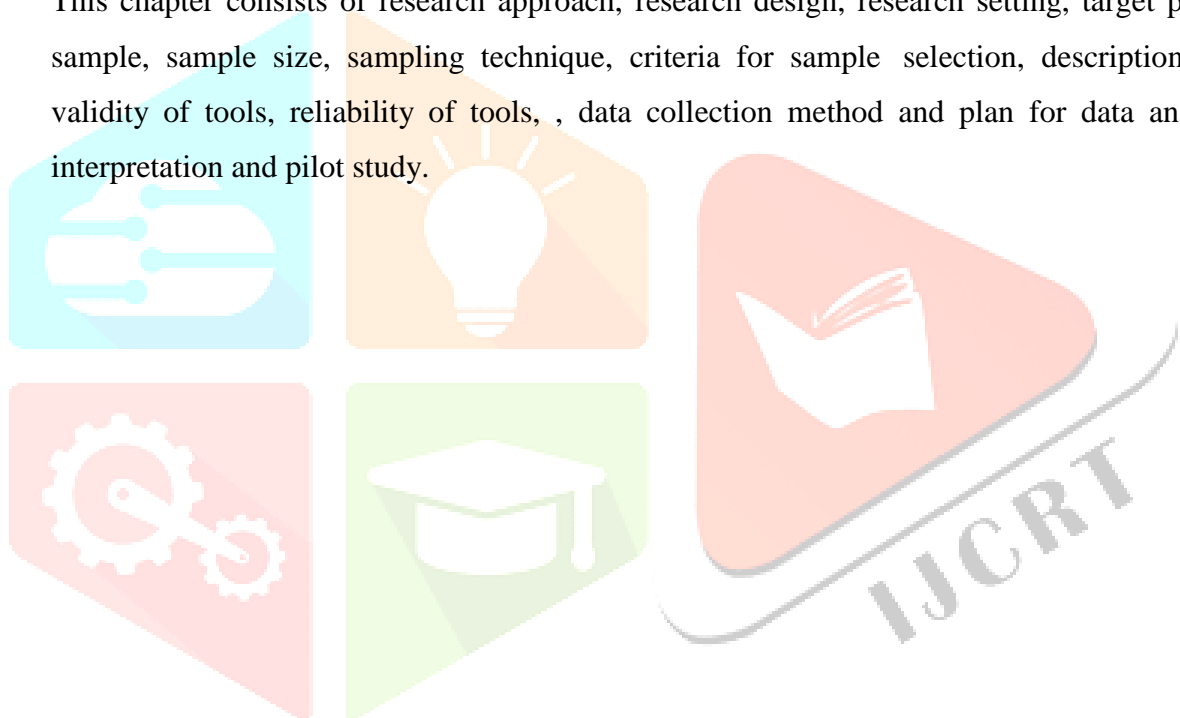 This chapter consists of research approach, research design, research setting, target p
sample, sample size, sampling technique, criteria for sample selection, description
validity of tools, reliability of tools, , data collection method and plan for data an
interpretation and pilot study.
IJCRT